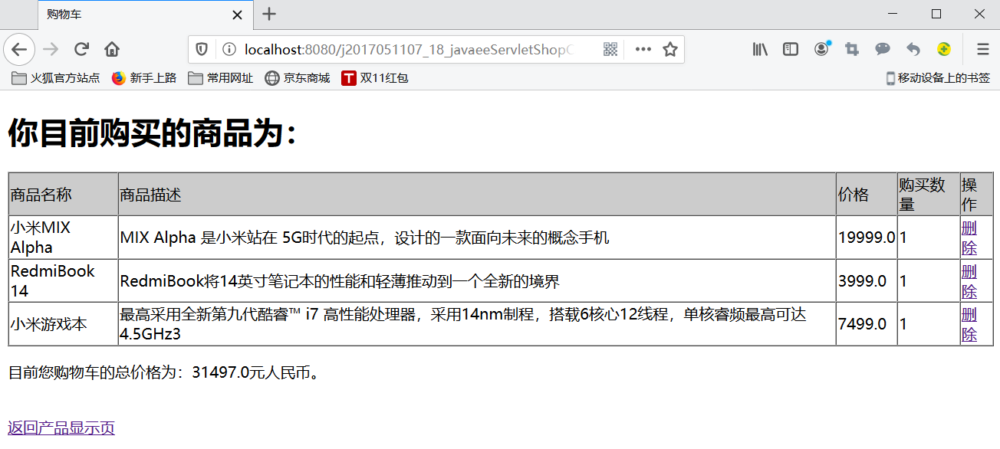 购物车
localhost:8080/j2017051107_18_javaeeServletShopC
火狐官方站点 新手上路 常用网址 京东商城 T 双11红包 移动设备上的书签
你目前购买的商品为：
商品名称 商品描述 价格 购买数
量 操
作
小米MIX
Alpha MIX Alpha 是小米站在 5G时代的起点，设计的一款面向未来的概念手机 19999.0 1 删
除
RedmiBook
14 RedmiBook将14英寸笔记本的性能和轻薄推动到一个全新的境界 3999.0 1 删
除
小米游戏本 最高采用全新第九代酷睿™ i7 高性能处理器，采用14nm制程，搭载6核心12线程，单核睿频最高可达
4.5GHz3 7499.0 1 删
除
目前您购物车的总价格为：31497.0元人民币。
返回产品显示页